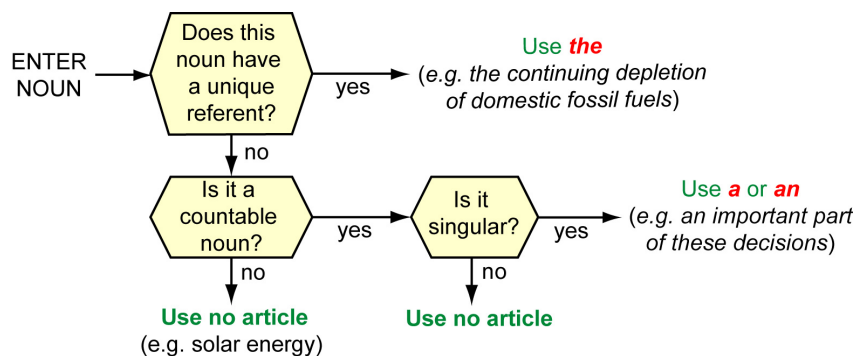 ENTER
NOUN
Does this
noun have
a unique
referent?
yes
Use the
(e.g. the continuing depletion
of domestic fossil fuels)
no
Is it a
countable
noun?
yes
Is it
singular?
yes
Use a or an
(e.g. an important part
of these decisions)
no
Use no article
(e.g. solar energy)
no
Use no article